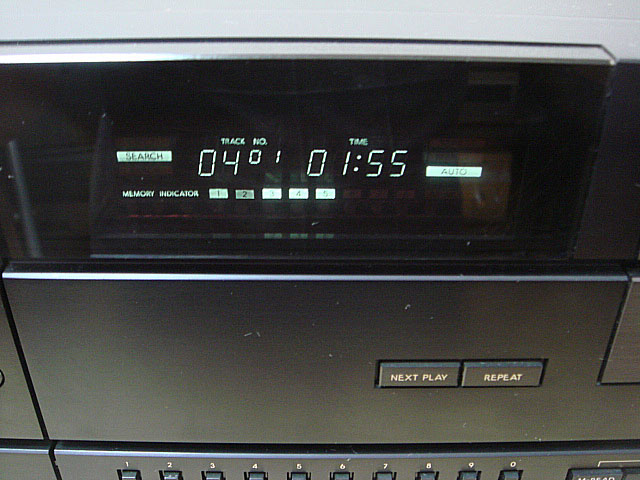 TRACK NO. TIME
SEARCH 04 01 01:55 AUTO
MEMORY INDICATOR 1 2 3 4 5
NEXT PLAY REPEAT
1 2 3 4 5 6 7 8 9 0